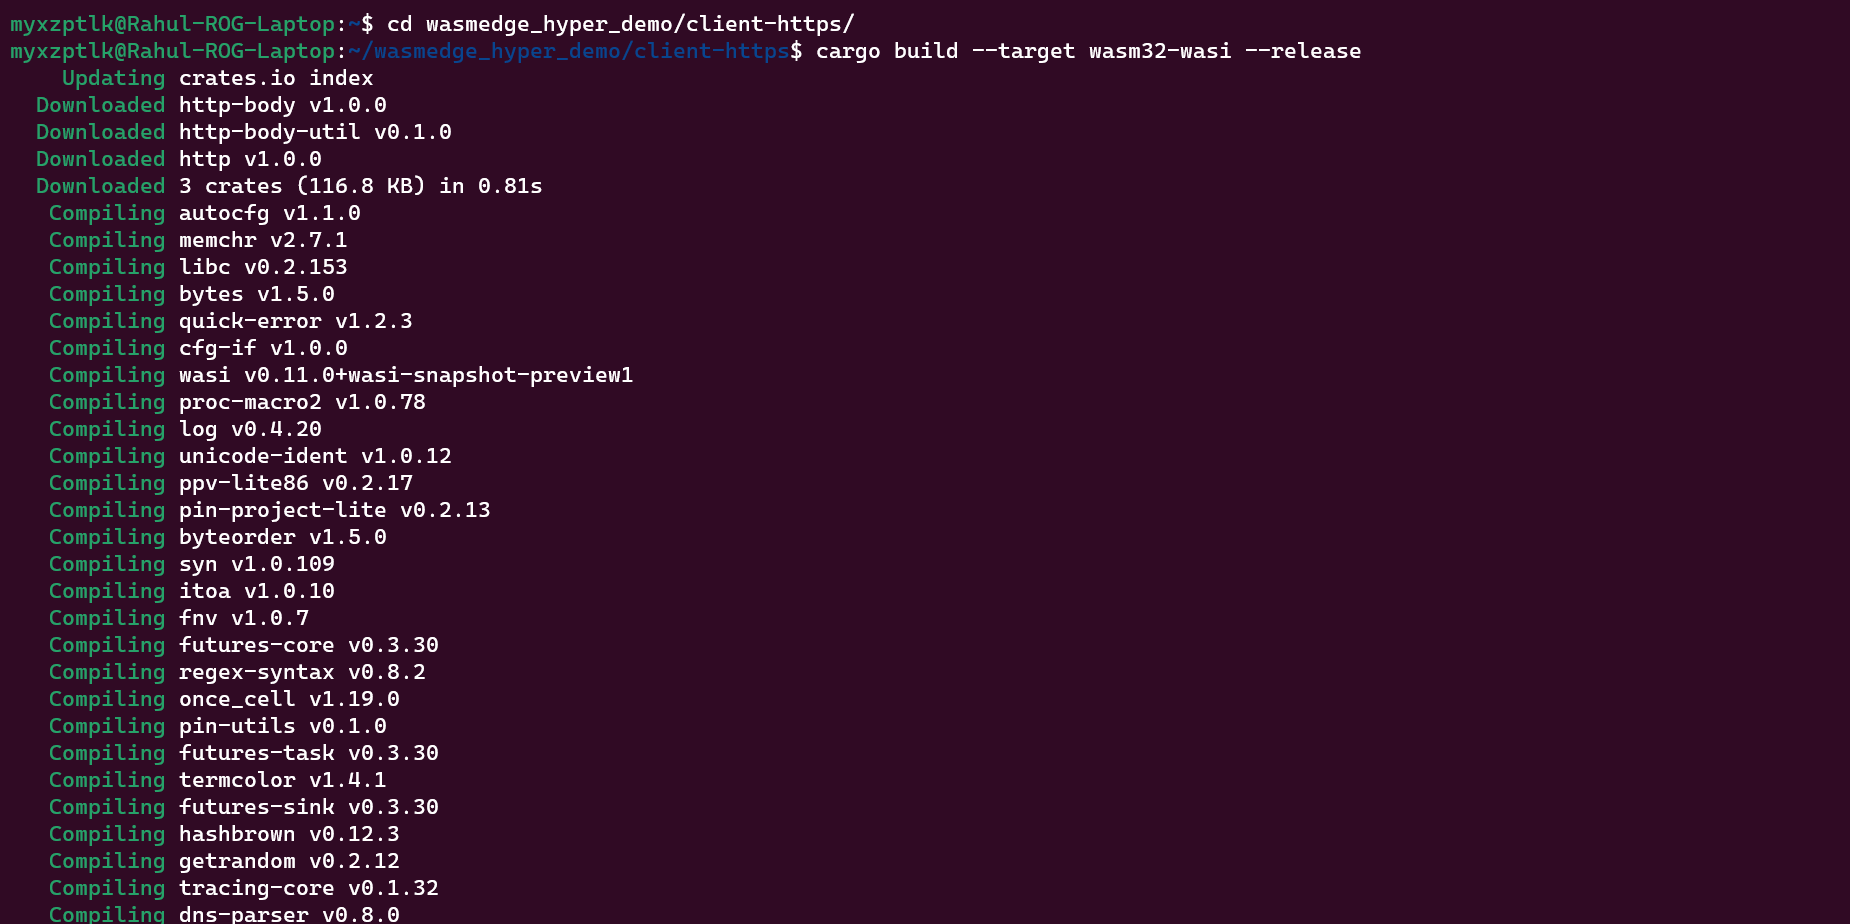 myxzptlk@Rahul-ROG-Laptop:~$ cd wasmedge_hyper_demo/client-https/
myxzptlk@Rahul-ROG-Laptop:~/wasmedge_hyper_demo/client-https$ cargo build --target wasm32-wasi --release
Updating crates.io index
Downloaded http-body v1.0.0
Downloaded http-body-util v0.1.0
Downloaded http v1.0.0
Downloaded 3 crates (116.8 KB) in 0.81s
Compiling autocfg v1.1.0
Compiling memchr v2.7.1
Compiling libc v0.2.153
Compiling bytes v1.5.0
Compiling quick-error v1.2.3
Compiling cfg-if v1.0.0
Compiling wasi v0.11.0+wasi-snapshot-preview1
Compiling proc-macro2 v1.0.78
Compiling log v0.4.20
Compiling unicode-ident v1.0.12
Compiling ppv-lite86 v0.2.17
Compiling pin-project-lite v0.2.13
Compiling byteorder v1.5.0
Compiling syn v1.0.109
Compiling itoa v1.0.10
Compiling fnv v1.0.7
Compiling futures-core v0.3.30
Compiling regex-syntax v0.8.2
Compiling once_cell v1.19.0
Compiling pin-utils v0.1.0
Compiling futures-task v0.3.30
Compiling termcolor v1.4.1
Compiling futures-sink v0.3.30
Compiling hashbrown v0.12.3
Compiling getrandom v0.2.12
Compiling tracing-core v0.1.32
Compiling dns-parser v0.8.0